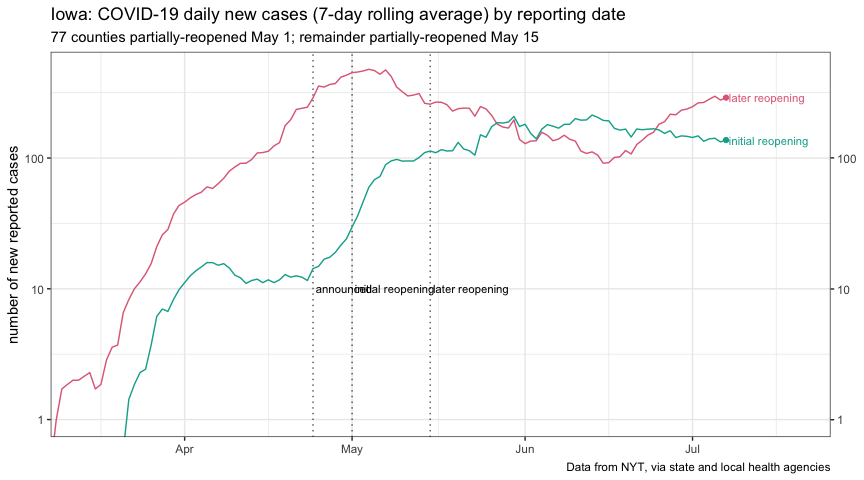 Iowa: COVID-19 daily new cases (7-day rolling average) by reporting date
77 counties partially-reopened May 1; remainder partially-reopened May 15
number of new reported cases
100
10
1
later reopening
initial reopening
announced
initial reopening
later reopening
100
10
1
Apr
May
Jun
Jul
Data from NYT, via state and local health agencies